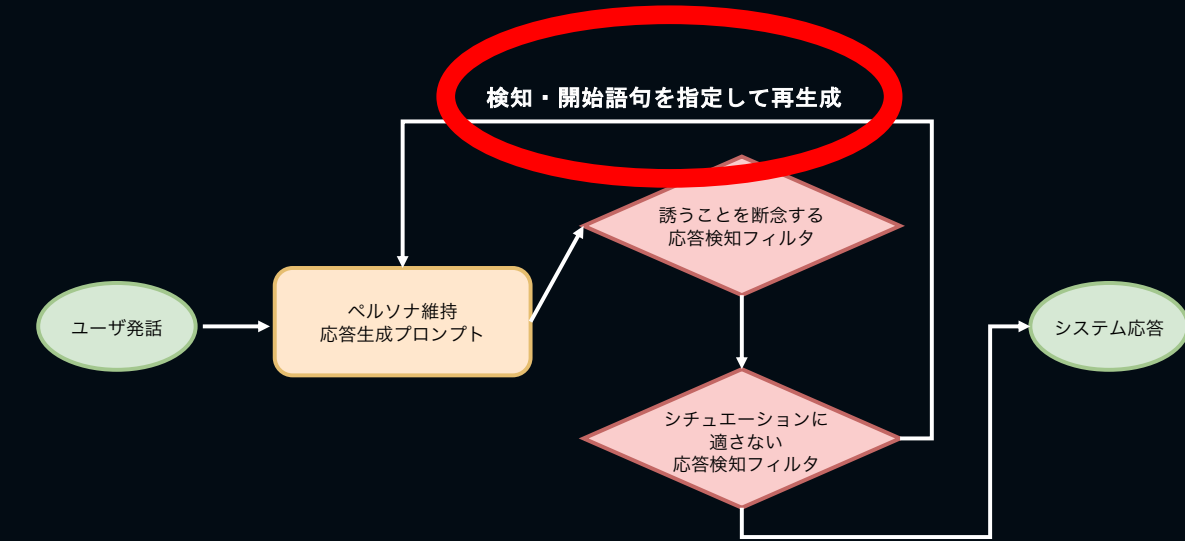 検知・開始語句を指定して再生成
誘うことを断念する
応答検知フィルタ
ユーザ発話
ペルソナ維持
応答生成プロンプト
システム応答
シチュエーションに
適さない
応答検知フィルタ